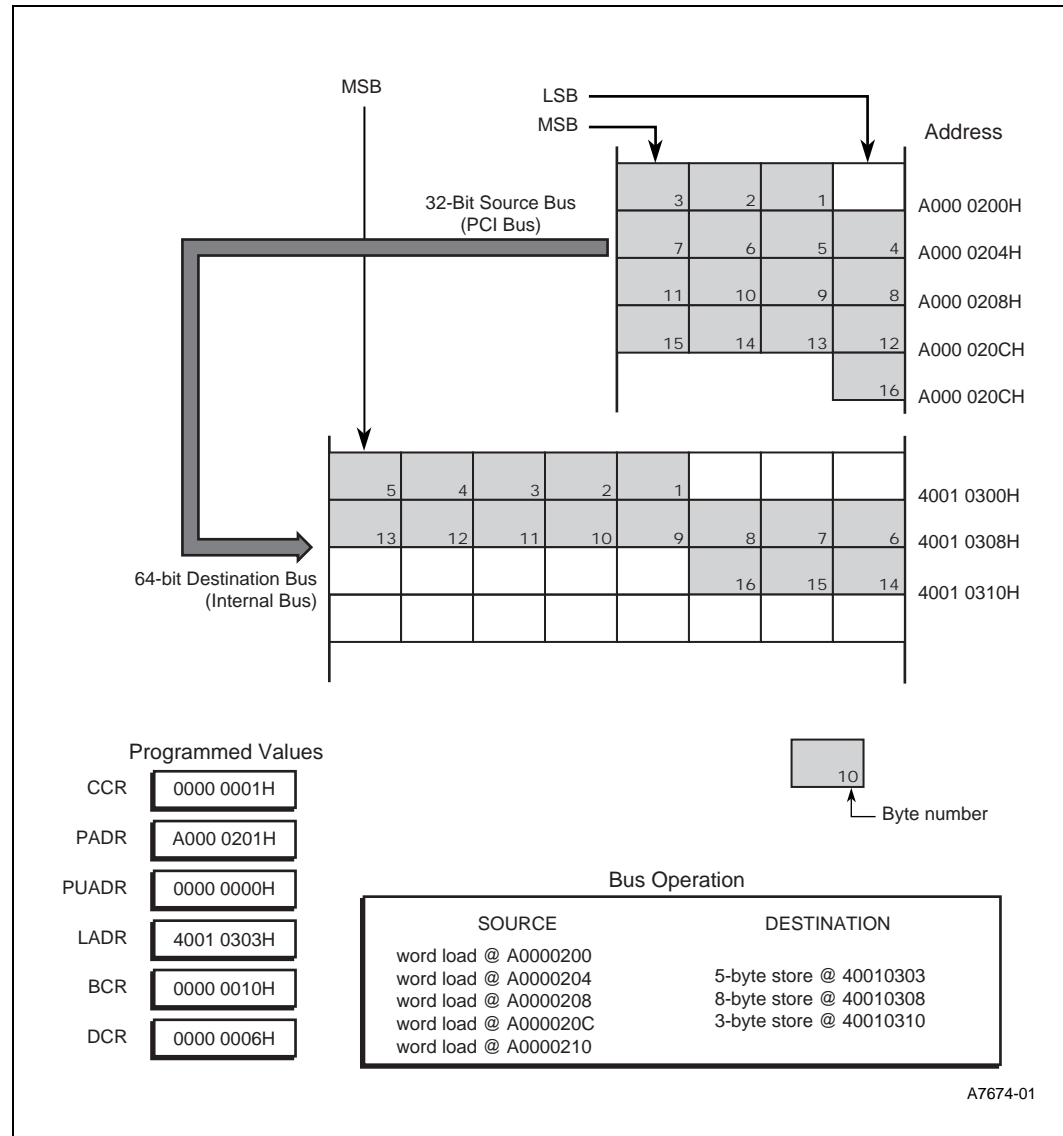 MSB
LSB
MSB
Address
32-Bit Source Bus
(PCI Bus)
3 2 1
A000 0200H
7 6 5 4
A000 0204H
11 10 9 8
A000 0208H
15 14 13 12
A000 020CH
16
A000 020CH
5 4 3 2 1
4001 0300H
13 12 11 10 9 8 7 6
4001 0308H
16 15 14
4001 0310H
64-bit Destination Bus
(Internal Bus)
Programmed Values
CCR 0000 0001H
PADR A000 0201H
PUADR 0000 0000H
LADR 4001 0303H
BCR 0000 0010H
DCR 0000 0006H
10
Byte number
Bus Operation
SOURCE
word load @ A0000200
word load @ A0000204
word load @ A0000208
word load @ A000020C
word load @ A0000210
DESTINATION
5-byte store @ 40010303
8-byte store @ 40010308
3-byte store @ 40010310
A7674-01